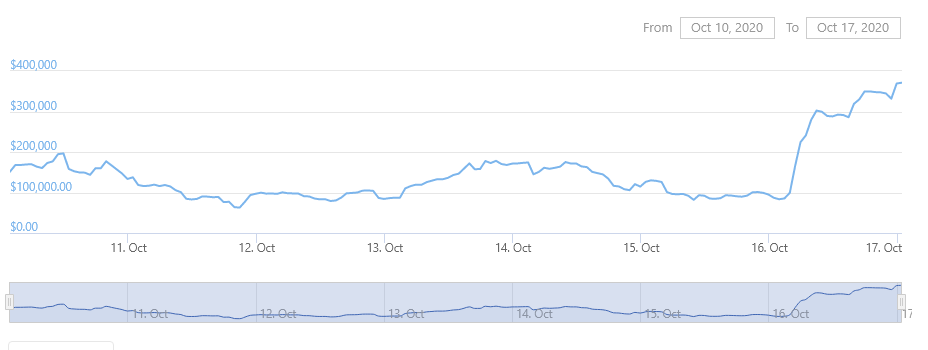 From Oct 10, 2020 To Oct 17, 2020
$400,000
$300,000
$200,000
$100,000.00
$0.00
11. Oct 12. Oct 13. Oct 14. Oct 15. Oct 16. Oct 17. Oct
11. Oct 12. Oct 13. Oct 14. Oct 15. Oct 16. Oct 17